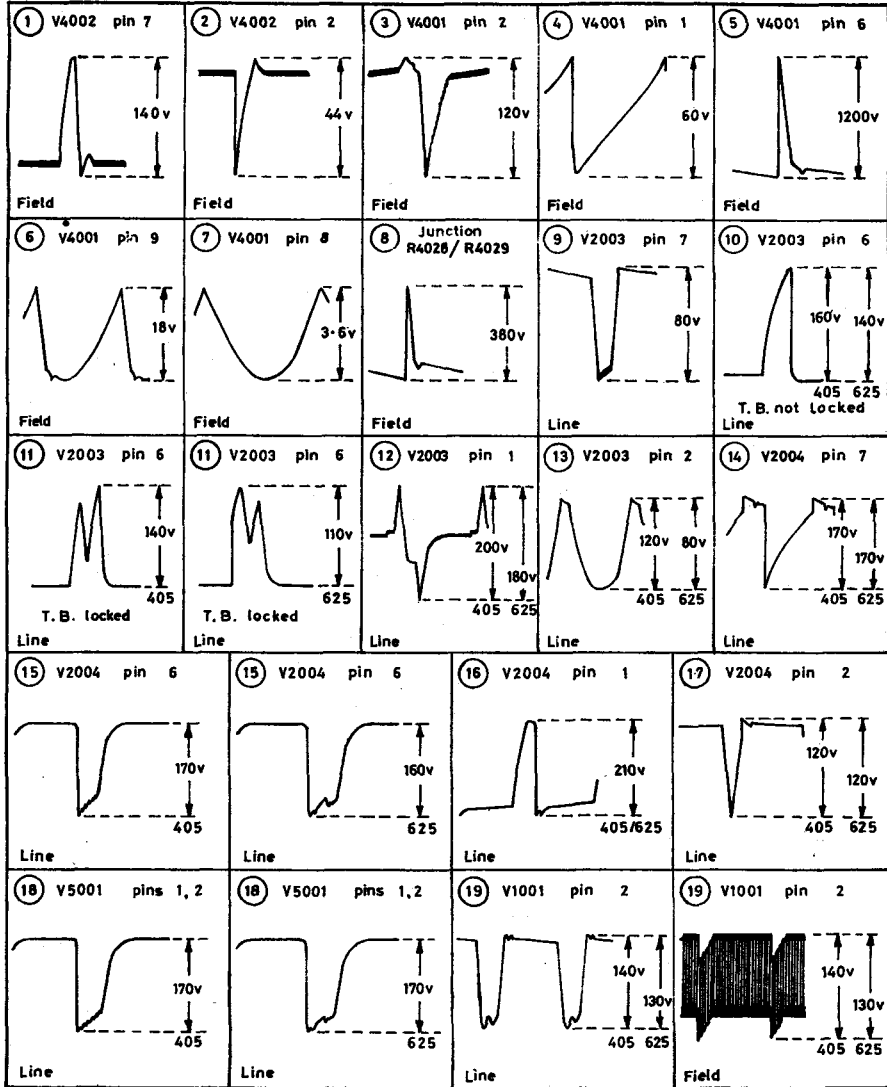 1 V4002 pin 7
140v
Field
2 V4002 pin 2
44v
Field
3 V4001 pin 2
120v
Field
4 V4001 pin 1
60v
Field
5 V4001 pin 6
1200v
Field
6 V4001 pin 9
18v
Field
7 V4001 pin 8
3·6v
Field
8 Junction
R4028/R4029
380v
Field
9 V2003 pin 7
80v
Line
10 V2003 pin 6
160v 140v
405 625
T.B. not locked
Line
11 V2003 pin 6
140v
405
T.B. locked
Line
11 V2003 pin 6
110v
625
T.B. locked
Line
12 V2003 pin 1
200v
180v
405 625
Line
13 V2003 pin 2
120v 80v
405 625
Line
14 V2004 pin 7
170v
170v
405 625
Line
15 V2004 pin 6
170v
405
Line
15 V2004 pin 6
160v
625
Line
16 V2004 pin 1
210v
405/625
Line
17 V2004 pin 2
120v
120v
405 625
Line
18 V5001 pins 1,2
170v
405
Line
18 V5001 pins 1,2
170v
625
Line
19 V1001 pin 2
140v
130v
405 625
Line
19 V1001 pin 2
140v
130v
405 625
Field